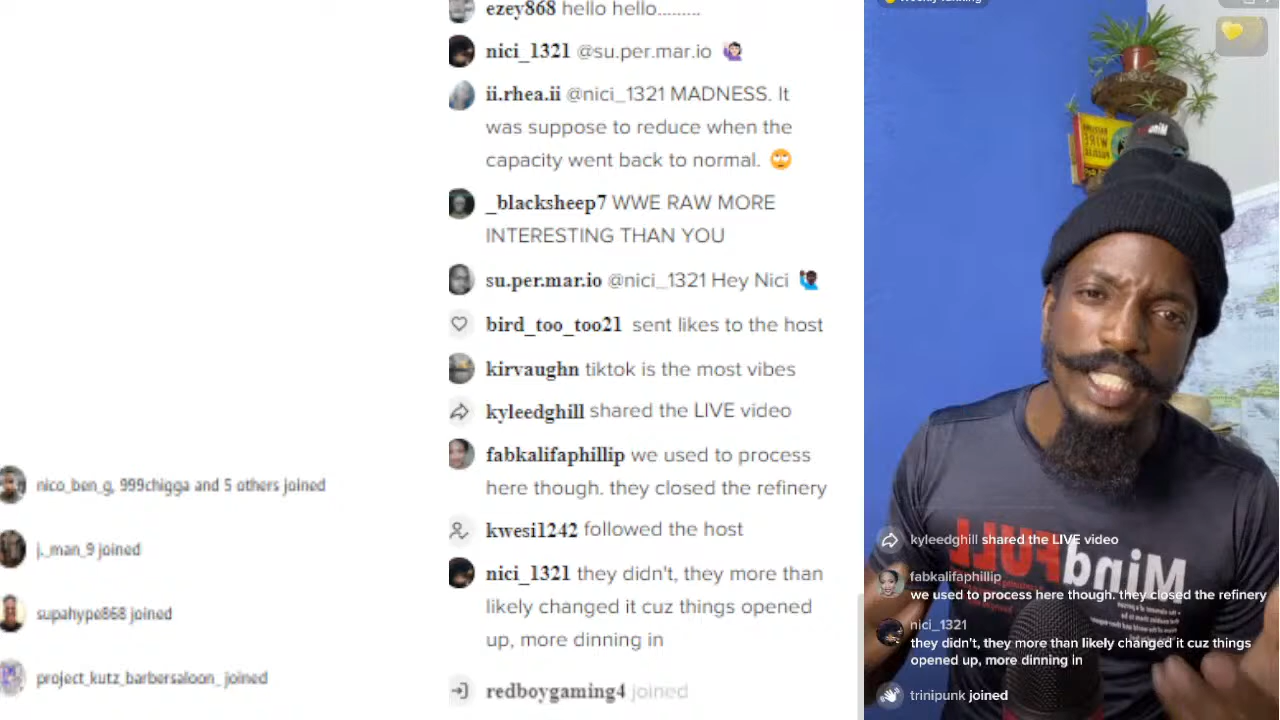 nico_ben_g, 999chigga and 5 others joined
j._man_9 joined
supahype868 joined
project_kutz_barbersaloon_ joined
ezey868 hello hello.........
nici_1321 @su.per.mar.io 🙋🏻‍♀️
ii.rhea.ii @nici_1321 MADNESS. It
was suppose to reduce when the
capacity went back to normal. 🙄
_blacksheep7 WWE RAW MORE
INTERESTING THAN YOU
su.per.mar.io @nici_1321 Hey Nici 🙋🏿‍♂️
bird_too_too21 sent likes to the host
kirvaughn tiktok is the most vibes
kyleedghill shared the LIVE video
fabkalifaphillip we used to process
here though. they closed the refinery
kwesi1242 followed the host
nici_1321 they didn't, they more than
likely changed it cuz things opened
up, more dinning in
redboygaming4 joined
MindFULL
kyleedghill shared the LIVE video
fabkalifaphillip
we used to process here though. they closed the refinery
nici_1321
they didn't, they more than likely changed it cuz things
opened up, more dinning in
trinipunk joined